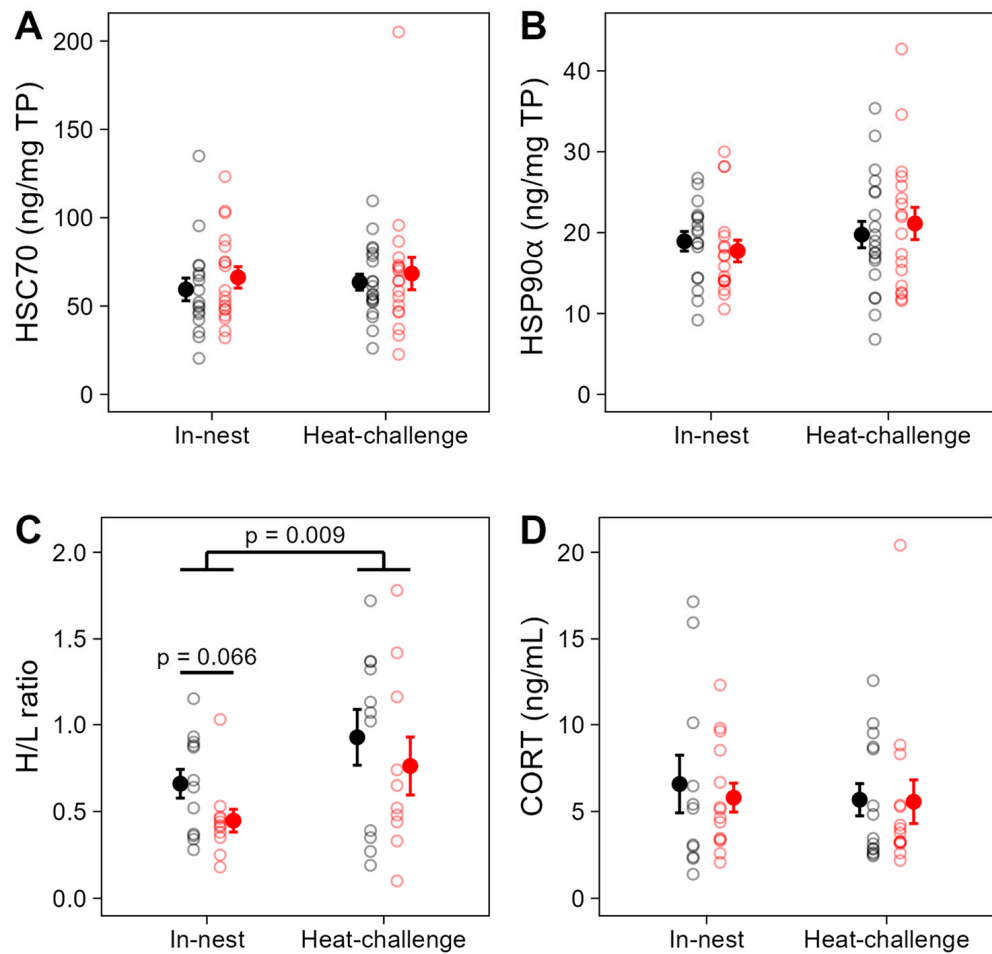 A
HSC70 (ng/mg TP)
200
150
100
50
0
In-nest
Heat-challenge
B
HSP90α (ng/mg TP)
40
30
20
10
0
In-nest
Heat-challenge
C
H/L ratio
2.0
1.5
1.0
0.5
0.0
p = 0.009
p = 0.066
In-nest
Heat-challenge
D
CORT (ng/mL)
20
15
10
5
0
In-nest
Heat-challenge